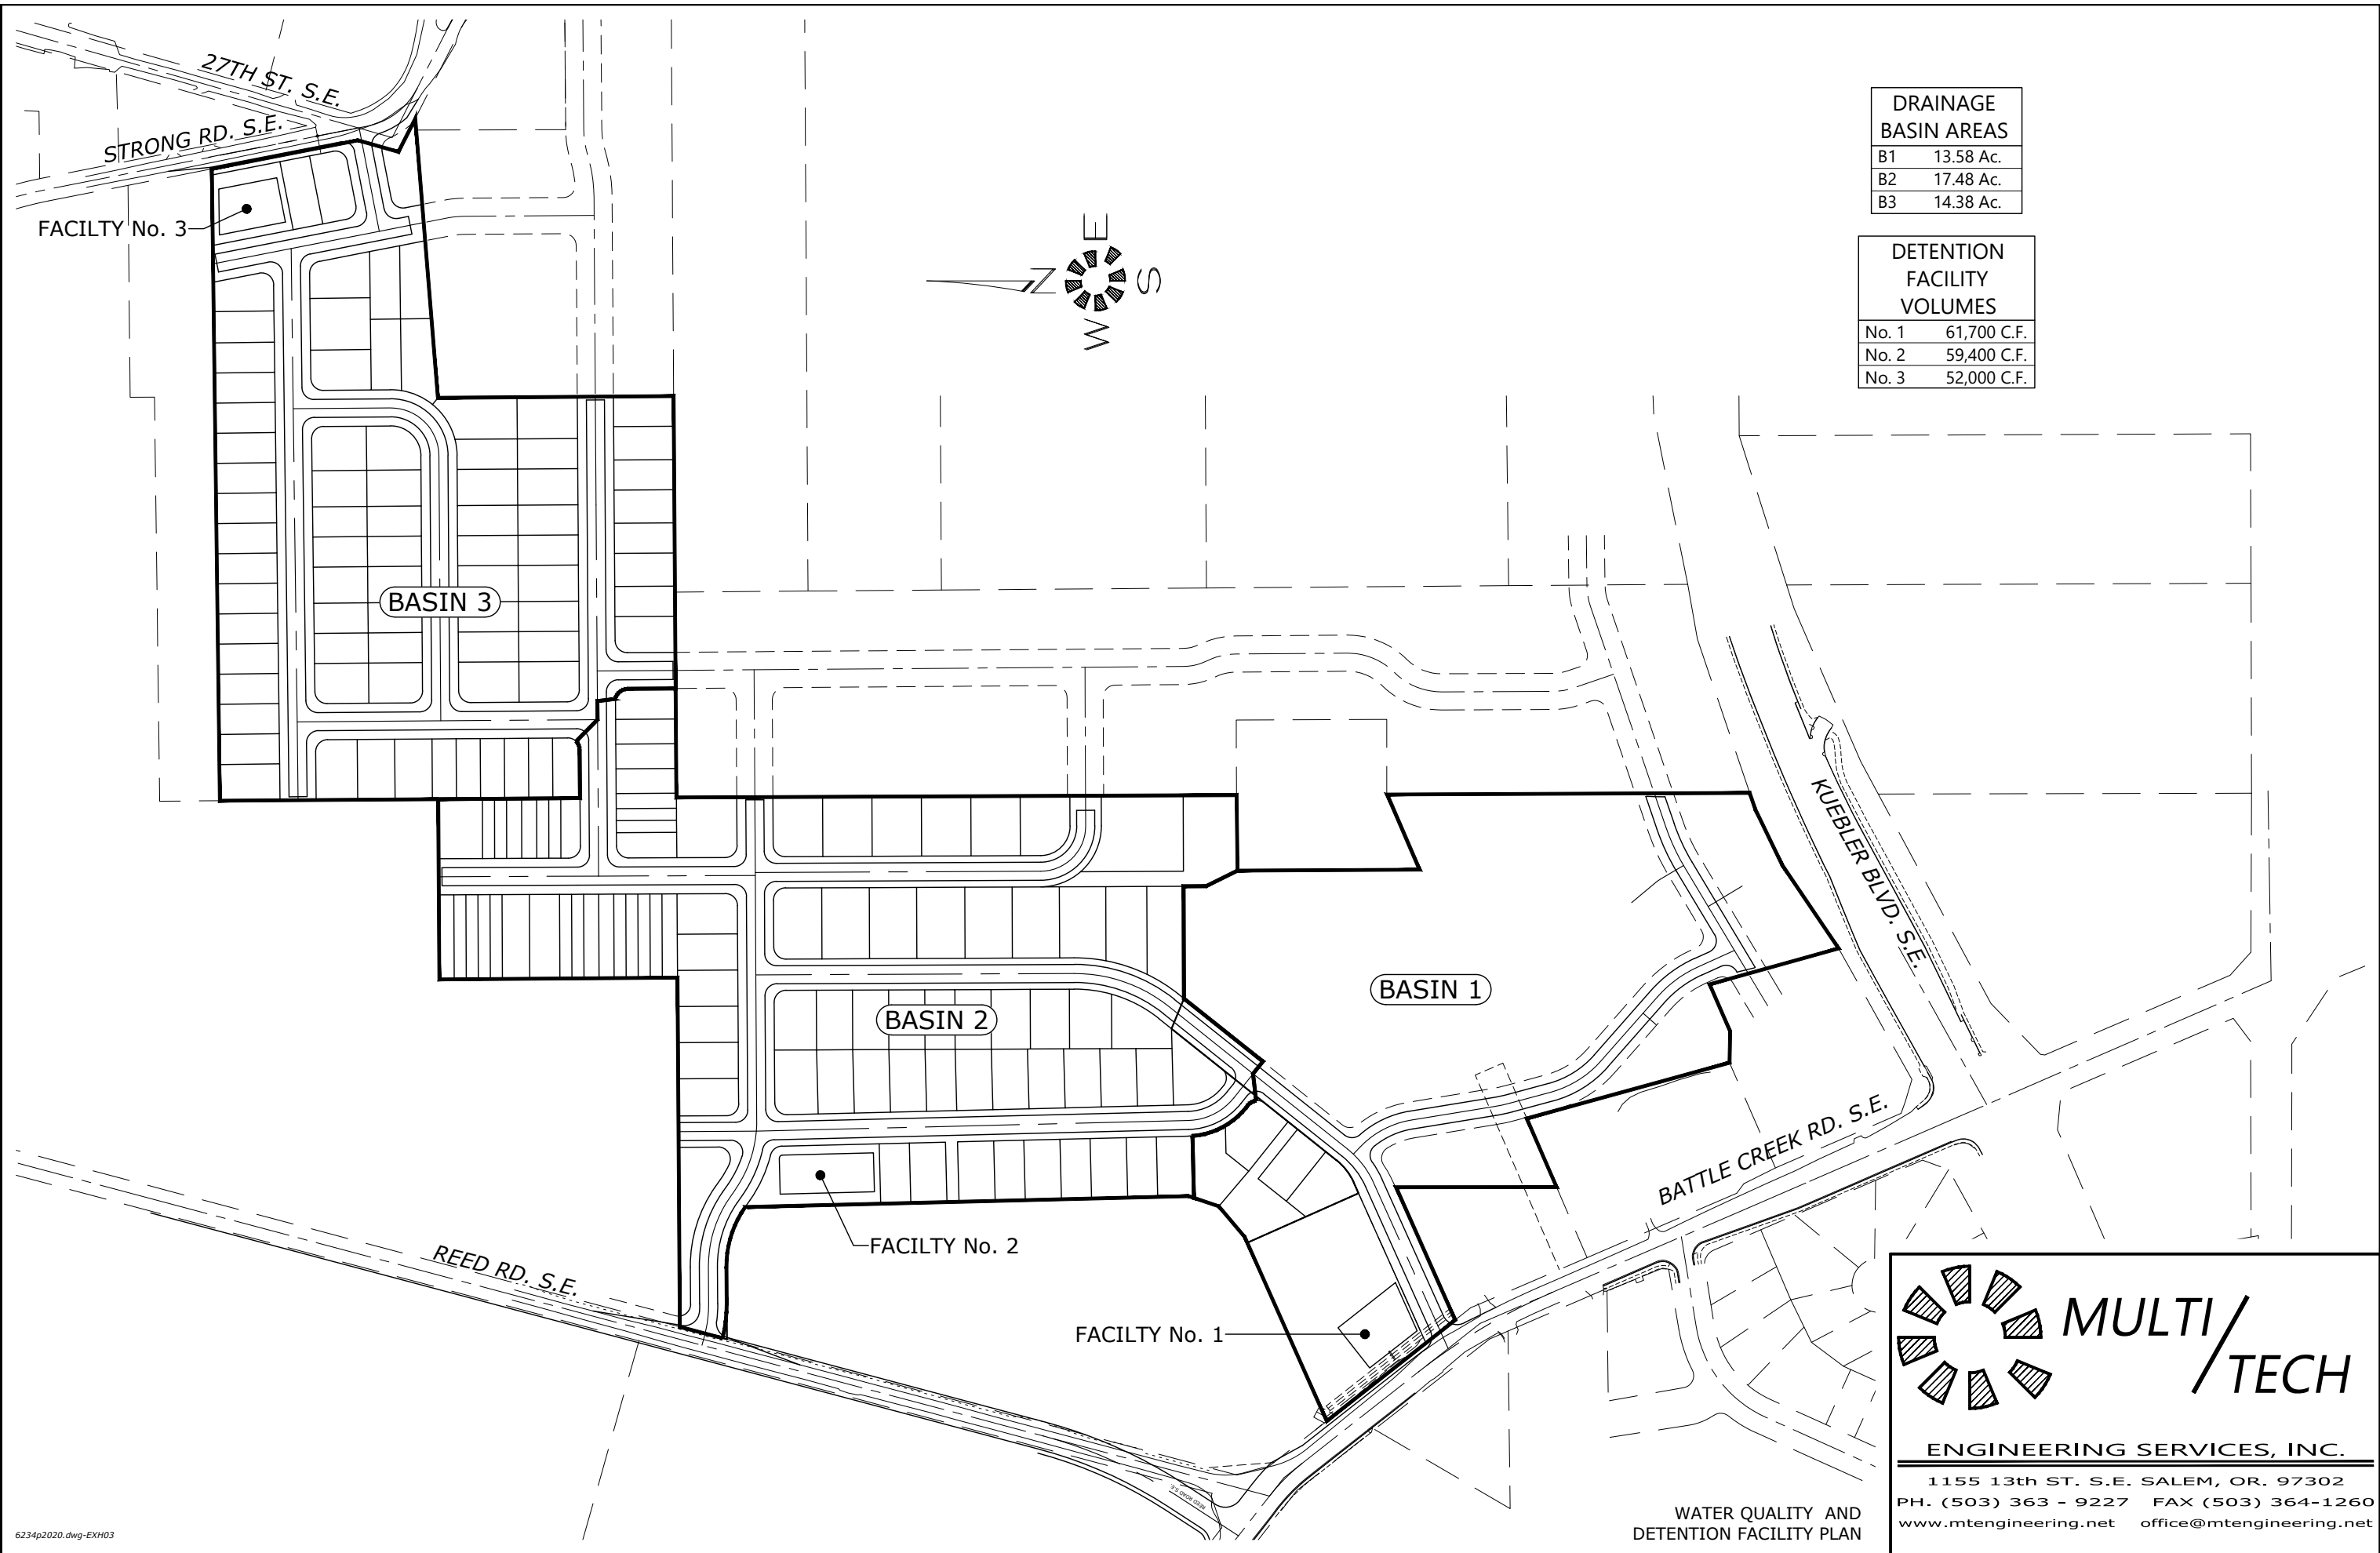 27TH ST. S.E.
STRONG RD. S.E.
FACILTY No. 3
E
N
S
W
DRAINAGE
BASIN AREAS
B1 13.58 Ac.
B2 17.48 Ac.
B3 14.38 Ac.
DETENTION
FACILITY
VOLUMES
No. 1 61,700 C.F.
No. 2 59,400 C.F.
No. 3 52,000 C.F.
BASIN 3
KUEBLER BLVD. S.E.
BASIN 1
BASIN 2
BATTLE CREEK RD. S.E.
FACILTY No. 2
REED RD. S.E.
FACILTY No. 1
REED ROAD S.E.
MULTI/
TECH
ENGINEERING SERVICES, INC.
1155 13th ST. S.E. SALEM, OR. 97302
PH. (503) 363 - 9227 FAX (503) 364-1260
www.mtengineering.net office@mtengineering.net
WATER QUALITY AND
DETENTION FACILITY PLAN
6234p2020.dwg-EXH03